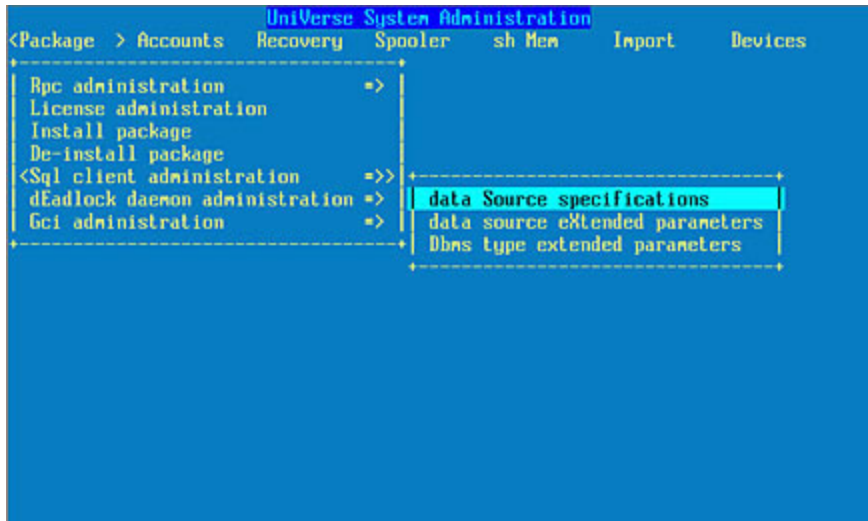 UniVerse System Administration
<Package > Accounts Recovery Spooler sh Mem Import Devices
Rpc administration =>
License administration
Install package
De-install package
<Sql client administration =>>
dEadlock daemon administration =>
Gci administration =>
data Source specifications
data source eXtended parameters
Dbms type extended parameters